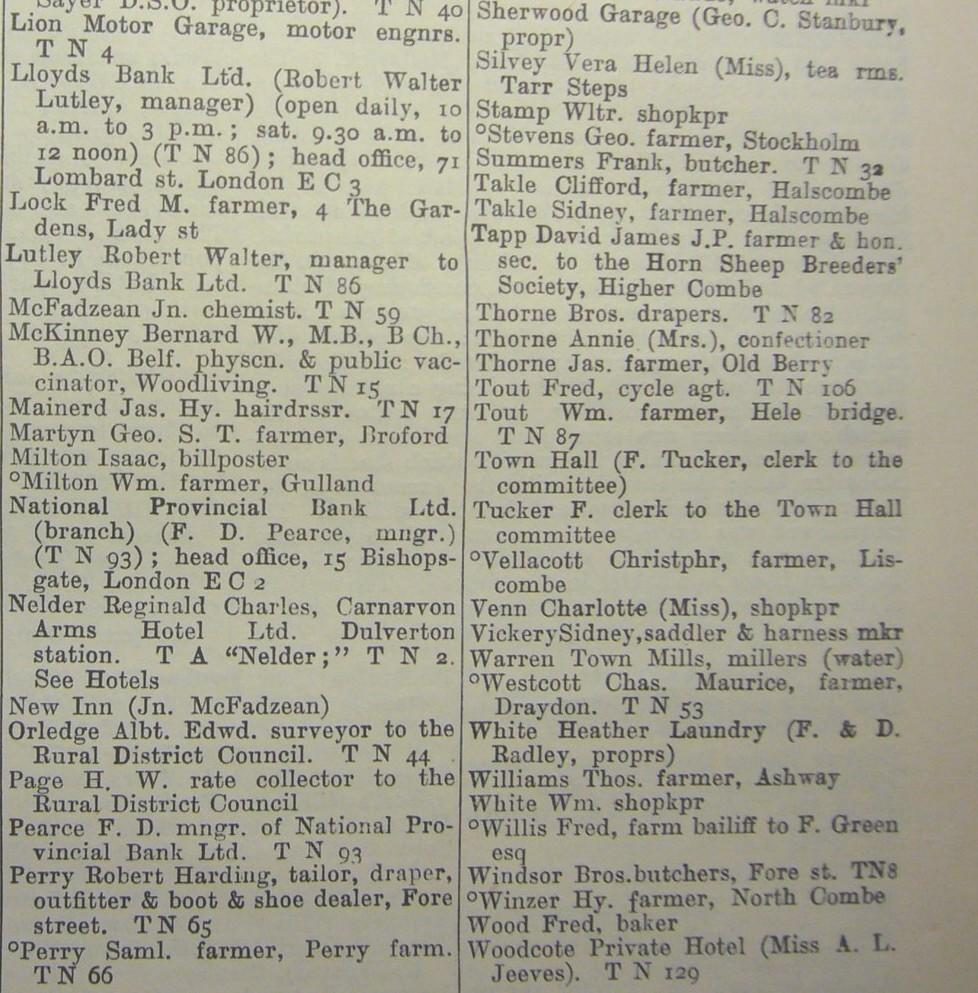 Sayer D.S.O. proprietor). T N 40
Lion Motor Garage, motor engnrs.
T N 4
Lloyds Bank Ltd. (Robert Walter
Lutley, manager) (open daily, 10
a.m. to 3 p.m.; sat. 9.30 a.m. to
12 noon) (T N 86); head office, 71
Lombard st. London E C 3
Lock Fred M. farmer, 4 The Gar-
dens, Lady st
Lutley Robert Walter, manager to
Lloyds Bank Ltd. T N 86
McFadzean Jn. chemist. T N 59
McKinney Bernard W., M.B., B Ch.,
B.A.O. Belf. physcn. & public vac-
cinator, Woodliving. T N 15
Mainerd Jas. Hy. hairdrssr. T N 17
Martyn Geo. S. T. farmer, Broford
Milton Isaac, billposter
°Milton Wm. farmer, Gulland
National Provincial Bank Ltd.
(branch) (F. D. Pearce, mngr.)
(T N 93); head office, 15 Bishops-
gate, London E C 2
Nelder Reginald Charles, Carnarvon
Arms Hotel Ltd. Dulverton
station. T A "Nelder;" T N 2.
See Hotels
New Inn (Jn. McFadzean)
Orledge Albt. Edwd. surveyor to the
Rural District Council. T N 44
Page H. W. rate collector to the
Rural District Council
Pearce F. D. mngr. of National Pro-
vincial Bank Ltd. T N 93
Perry Robert Harding, tailor, draper,
outfitter & boot & shoe dealer, Fore
street. T N 65
°Perry Saml. farmer, Perry farm.
T N 66
Sherwood Garage (Geo. C. Stanbury,
propr)
Silvey Vera Helen (Miss), tea rms.
Tarr Steps
Stamp Wltr. shopkpr
°Stevens Geo. farmer, Stockholm
Summers Frank, butcher. T N 32
Takle Clifford, farmer, Halscombe
Takle Sidney, farmer, Halscombe
Tapp David James J.P. farmer & hon.
sec. to the Horn Sheep Breeders'
Society, Higher Combe
Thorne Bros. drapers. T N 82
Thorne Annie (Mrs.), confectioner
Thorne Jas. farmer, Old Berry
Tout Fred, cycle agt. T N 106
Tout Wm. farmer, Hele bridge.
T N 87
Town Hall (F. Tucker, clerk to the
committee)
Tucker F. clerk to the Town Hall
committee
°Vellacott Christphr, farmer, Lis-
combe
Venn Charlotte (Miss), shopkpr
VickerySidney,saddler & harness mkr
Warren Town Mills, millers (water)
°Westcott Chas. Maurice, farmer,
Draydon. T N 53
White Heather Laundry (F. & D.
Radley, proprs)
Williams Thos. farmer, Ashway
White Wm. shopkpr
°Willis Fred, farm bailiff to F. Green
esq
Windsor Bros.butchers, Fore st. TN8
°Winzer Hy. farmer, North Combe
Wood Fred, baker
Woodcote Private Hotel (Miss A. L.
Jeeves). T N 129